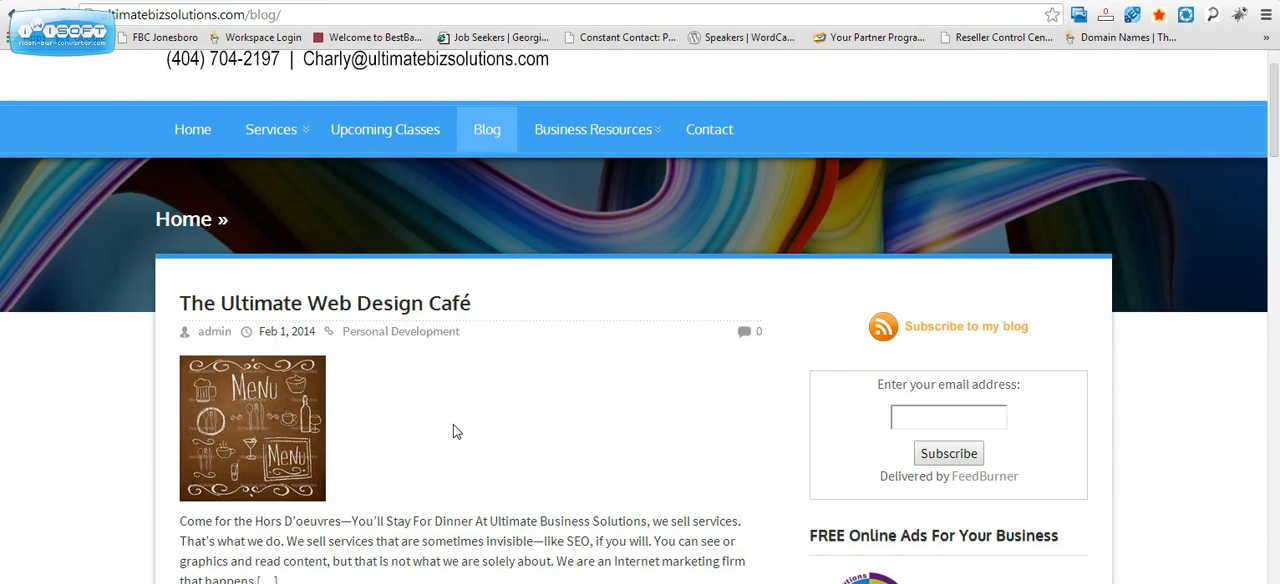 ultimatebizsolutions.com/blog/
FBC Jonesboro
Workspace Login
Welcome to BestBa...
Job Seekers | Georgi...
Constant Contact: P...
Speakers | WordCa...
Your Partner Progra...
Reseller Control Cen...
Domain Names | Th...
»
(404) 704-2197 | Charly@ultimatebizsolutions.com
Home
Services
Upcoming Classes
Blog
Business Resources
Contact
Home »
The Ultimate Web Design Café
admin
Feb 1, 2014
Personal Development
0
Menu
Menu
Come for the Hors D’oeuvres—You’ll Stay For Dinner At Ultimate Business Solutions, we sell services.
That’s what we do. We sell services that are sometimes invisible—like SEO, if you will. You can see or
graphics and read content, but that is not what we are solely about. We are an Internet marketing firm
that happens [...]
Subscribe to my blog
Enter your email address:
Subscribe
Delivered by FeedBurner
FREE Online Ads For Your Business